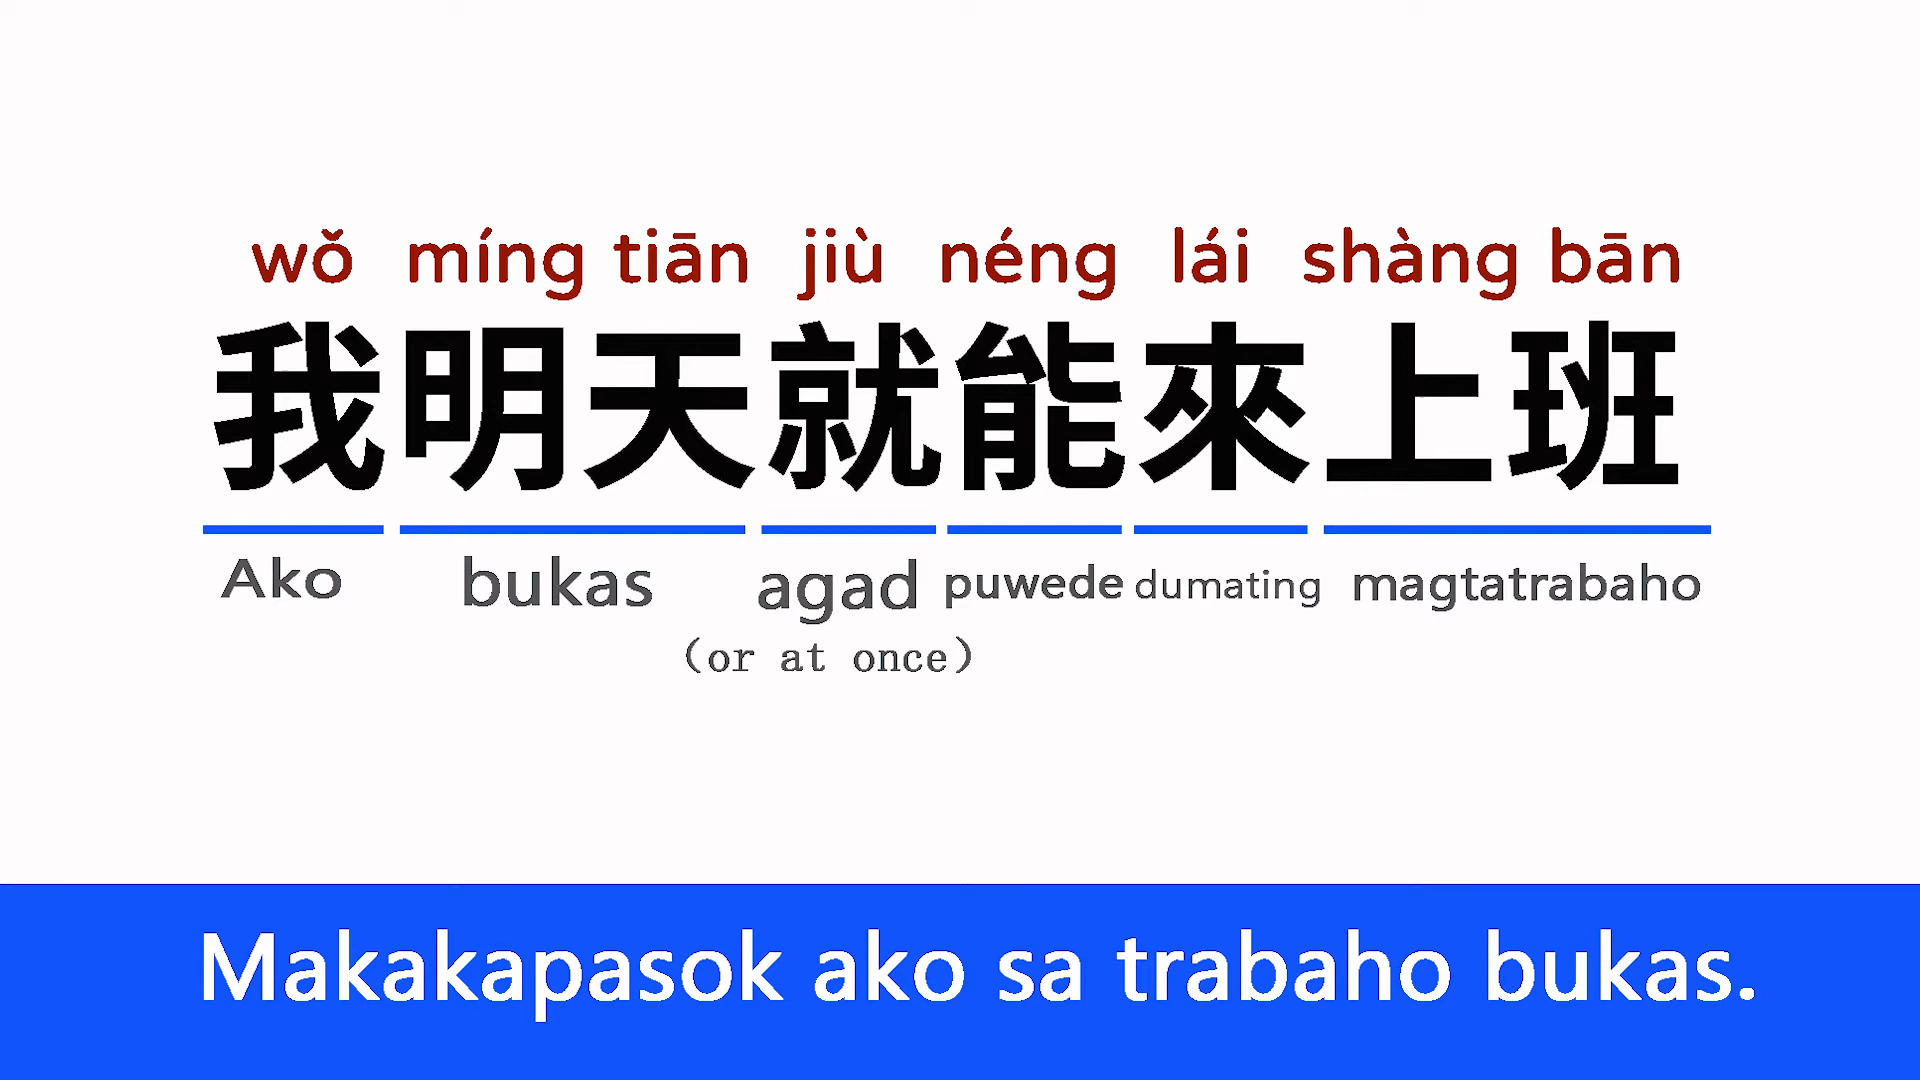 wǒ míng tiān jiù néng lái shàng bān
我明天就能來上班
Ako bukas agad puwede dumating magtatrabaho
(or at once)
Makakapasok ako sa trabaho bukas.